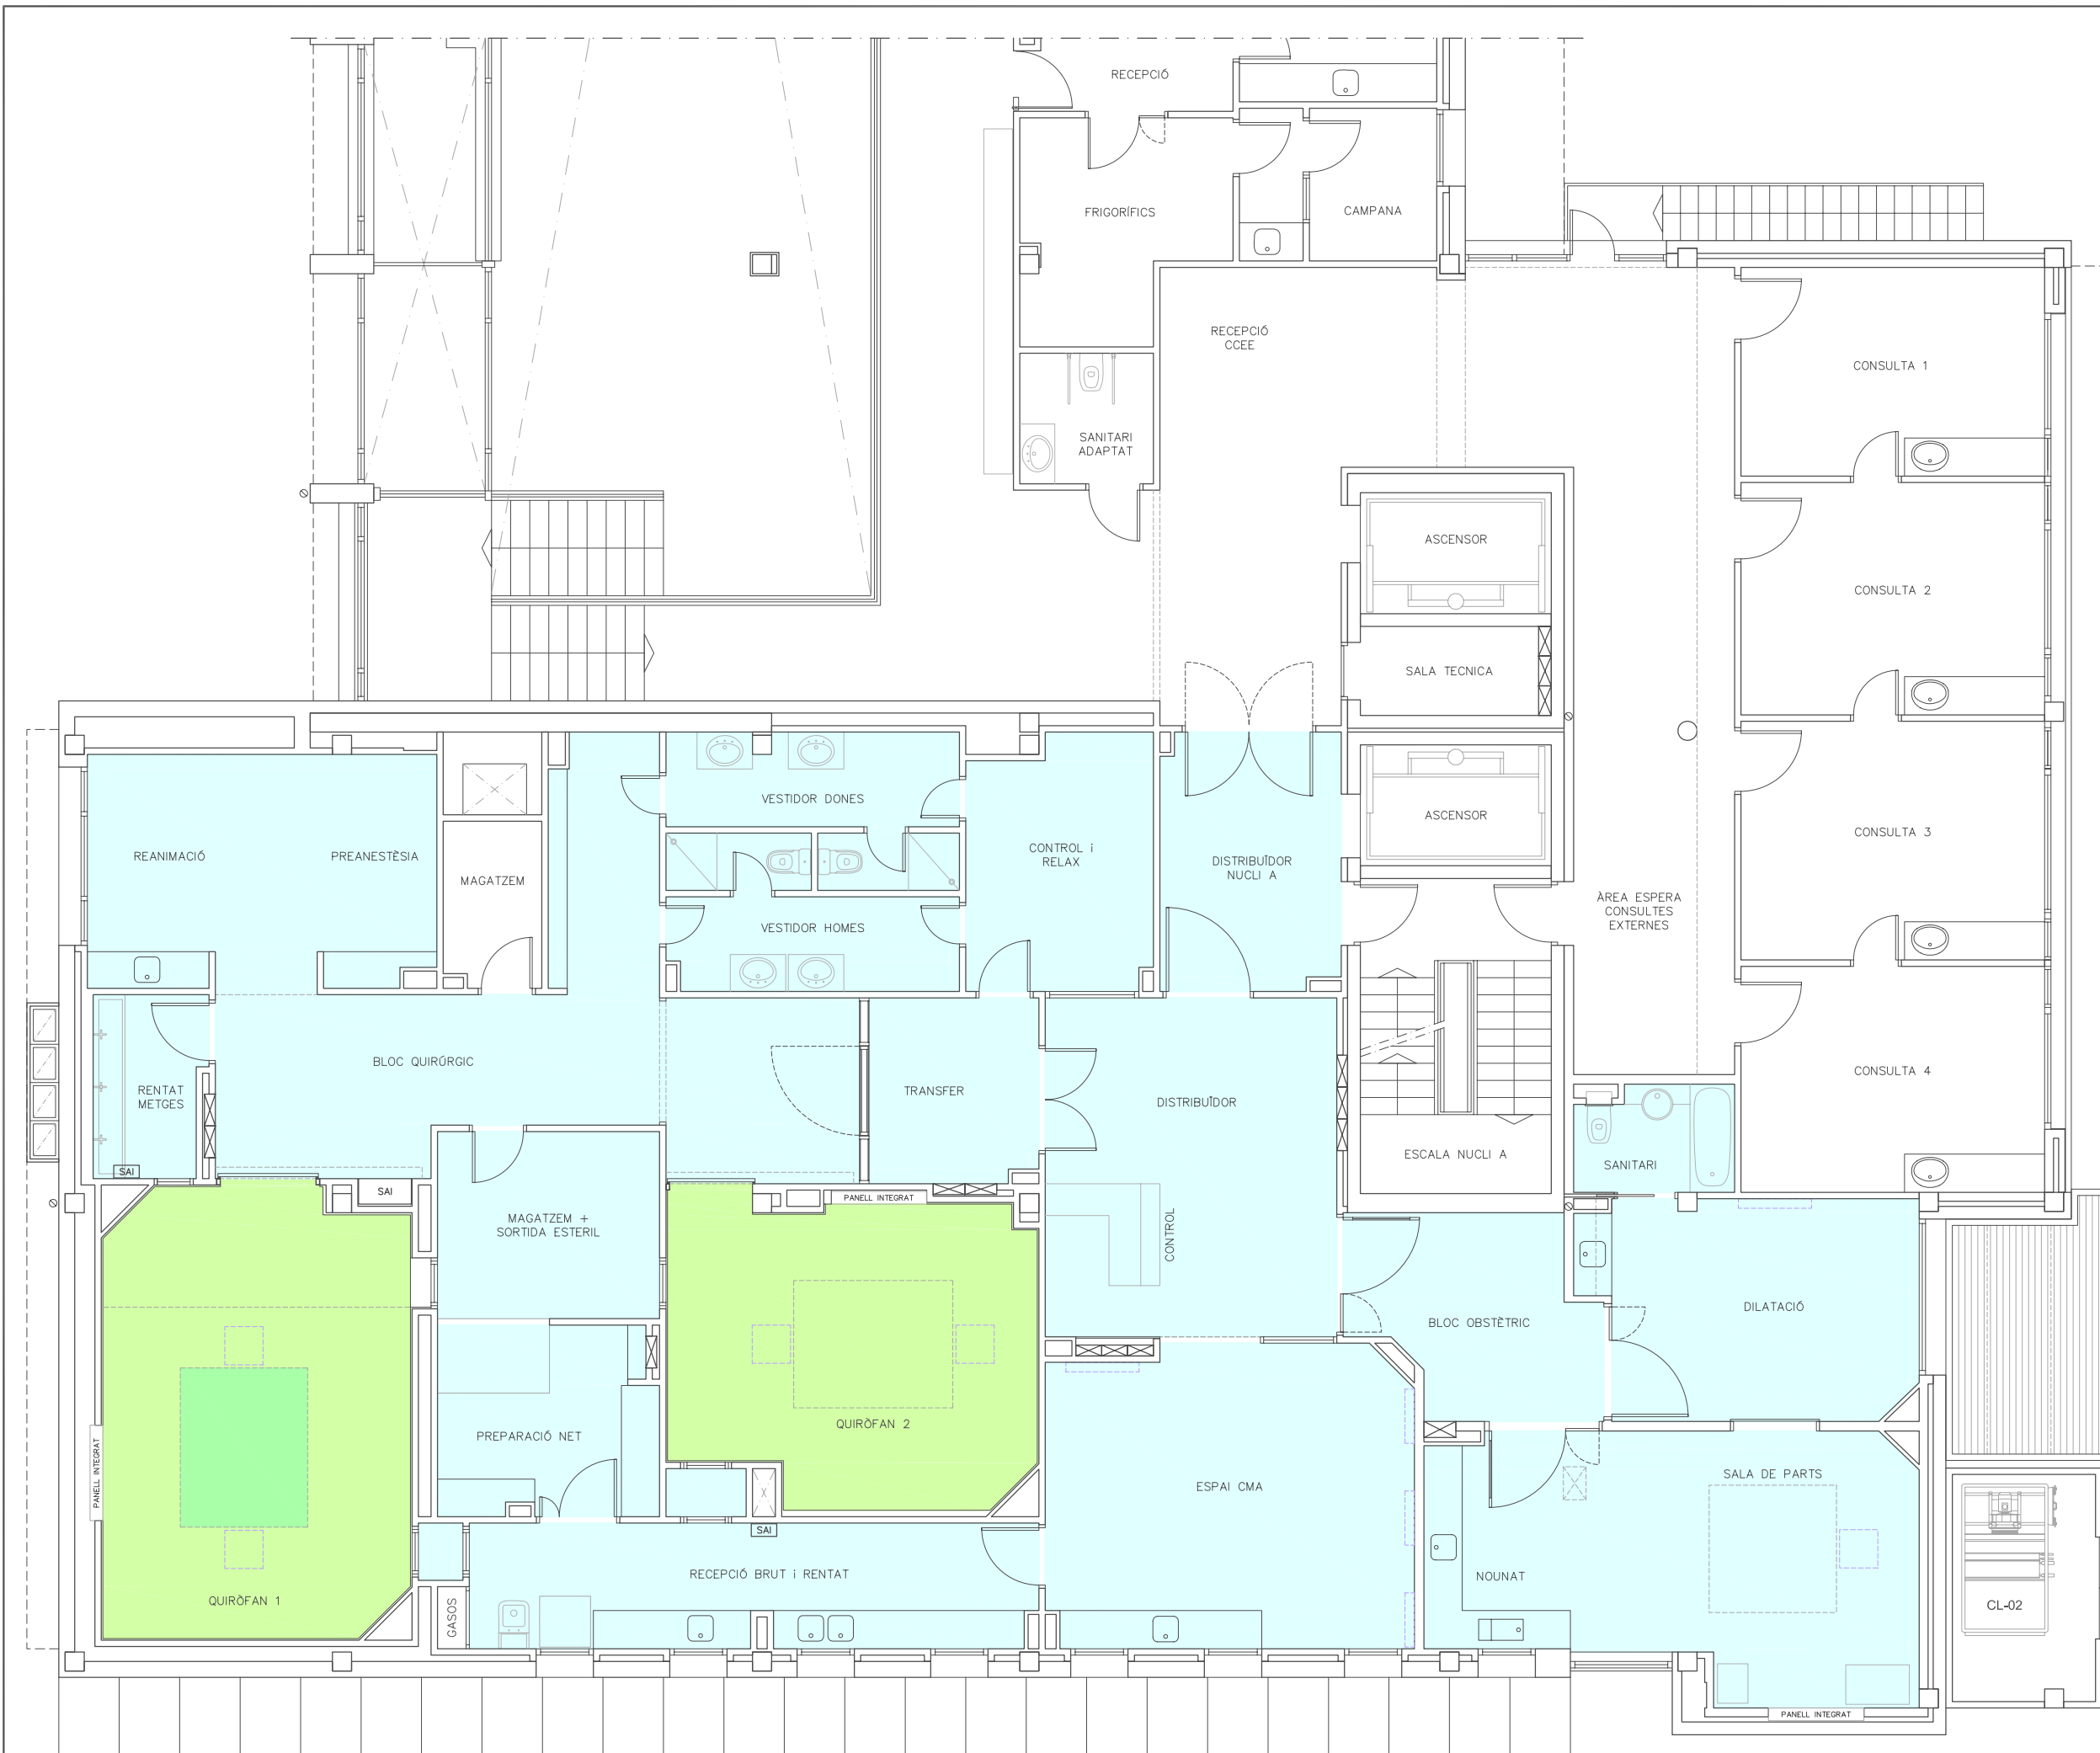 RECEPCIÓ
FRIGORÍFICS
CAMPANA
RECEPCIÓ
CCEE
CONSULTA 1
SANITARI
ADAPTAT
ASCENSOR
CONSULTA 2
SALA TECNICA
VESTIDOR DONES
ASCENSOR
CONSULTA 3
REANIMACIÓ
PREANESTÈSIA
MAGATZEM
CONTROL i
RELAX
DISTRIBUÏDOR
NUCLI A
ÀREA ESPERA
CONSULTES
EXTERNES
VESTIDOR HOMES
BLOC QUIRÚRGIC
RENTAT
METGES
TRANSFER
DISTRIBUÏDOR
CONSULTA 4
ESCALA NUCLI A
SANITARI
SAI
SAI
PANELL INTEGRAT
MAGATZEM +
SORTIDA ESTERIL
CONTROL
BLOC OBSTÈTRIC
DILATACIÓ
QUIRÒFAN 2
PREPARACIÓ NET
PANELL INTEGRAT
ESPAI CMA
SALA DE PARTS
SAI
RECEPCIÓ BRUT i RENTAT
NOUNAT
QUIRÒFAN 1
GASOS
CL-02
PANELL INTEGRAT